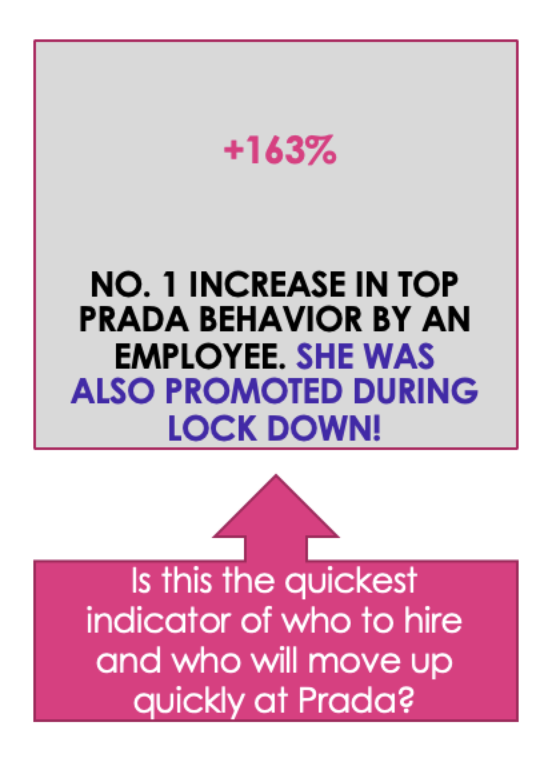 +163%
NO. 1 INCREASE IN TOP
PRADA BEHAVIOR BY AN
EMPLOYEE. SHE WAS
ALSO PROMOTED DURING
LOCK DOWN!
Is this the quickest
indicator of who to hire
and who will move up
quickly at Prada?